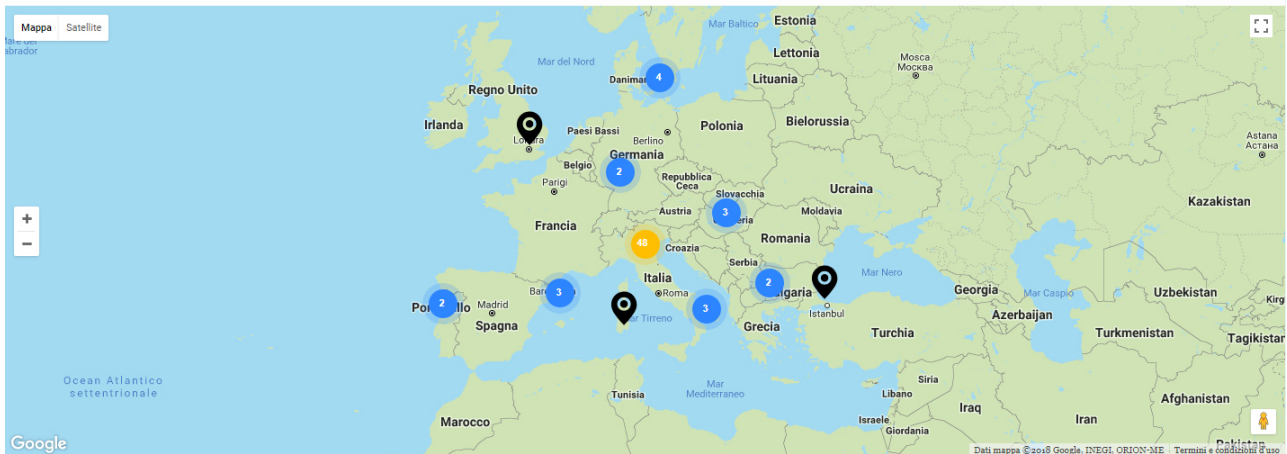 Mappa
Satellite
Mar Baltico
Estonia
Lettonia
Mosca
Москва
Mar del Nord
Lituania
Regno Unito
Irlanda
Paesi Bassi
Berlino
Polonia
Bielorussia
Astana
Астана
Germania
Belgio
Parigi
Repubblica
Ceca
Slovacchia
Ucraina
Kazakistan
Austria
Moldavia
Francia
Croazia
Romania
Serbia
Italia
Roma
Mar Nero
Georgia
Mar Caspio
Uzbekistan
Madrid
Spagna
Istanbul
Azerbaijan
Grecia
Turchia
Turkmenistan
Tagikistan
4
2
3
48
2
3
3
2
Ocean Atlantico
settentrionale
Mar
Mediterraneo
Tunisia
Siria
Libano
Afghanistan
Marocco
Israele
Iraq
Iran
Giordania
Pakistan
Google
Dati mappa ©2018 Google, INEGI, ORION-ME
Termini e condizioni d'uso